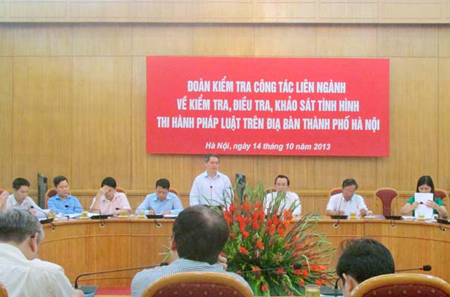 ĐOÀN KIỂM TRA CÔNG TÁC LIÊN NGÀNH
VỀ KIỂM TRA, ĐIỀU TRA, KHẢO SÁT TÌNH HÌNH
THI HÀNH PHÁP LUẬT TRÊN ĐỊA BÀN THÀNH PHỐ HÀ NỘI
Hà Nội, ngày 14 tháng 10 năm 2013